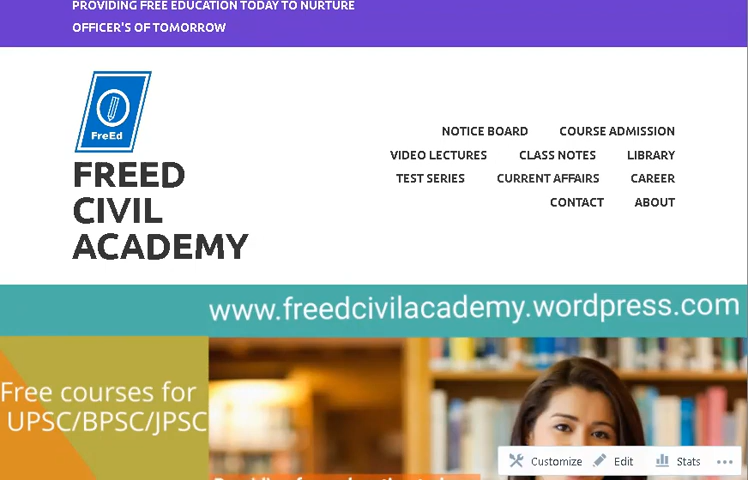 PROVIDING FREE EDUCATION TODAY TO NURTURE
OFFICER'S OF TOMORROW
FreEd
FREED
CIVIL
ACADEMY
NOTICE BOARD COURSE ADMISSION
VIDEO LECTURES CLASS NOTES LIBRARY
TEST SERIES CURRENT AFFAIRS CAREER
CONTACT ABOUT
www.freedcivilacademy.wordpress.com
Free courses for
UPSC/BPSC/JPSC
Customize Edit Stats